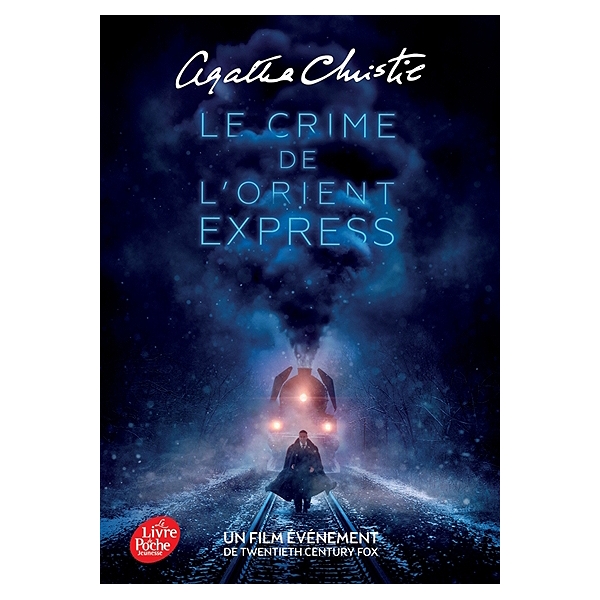 Agatha Christie
LE CRIME
DE
L'ORIENT
EXPRESS
Le
LIVRE
de
Poche
Jeunesse
UN FILM ÉVÉNEMENT
DE TWENTIETH CENTURY FOX